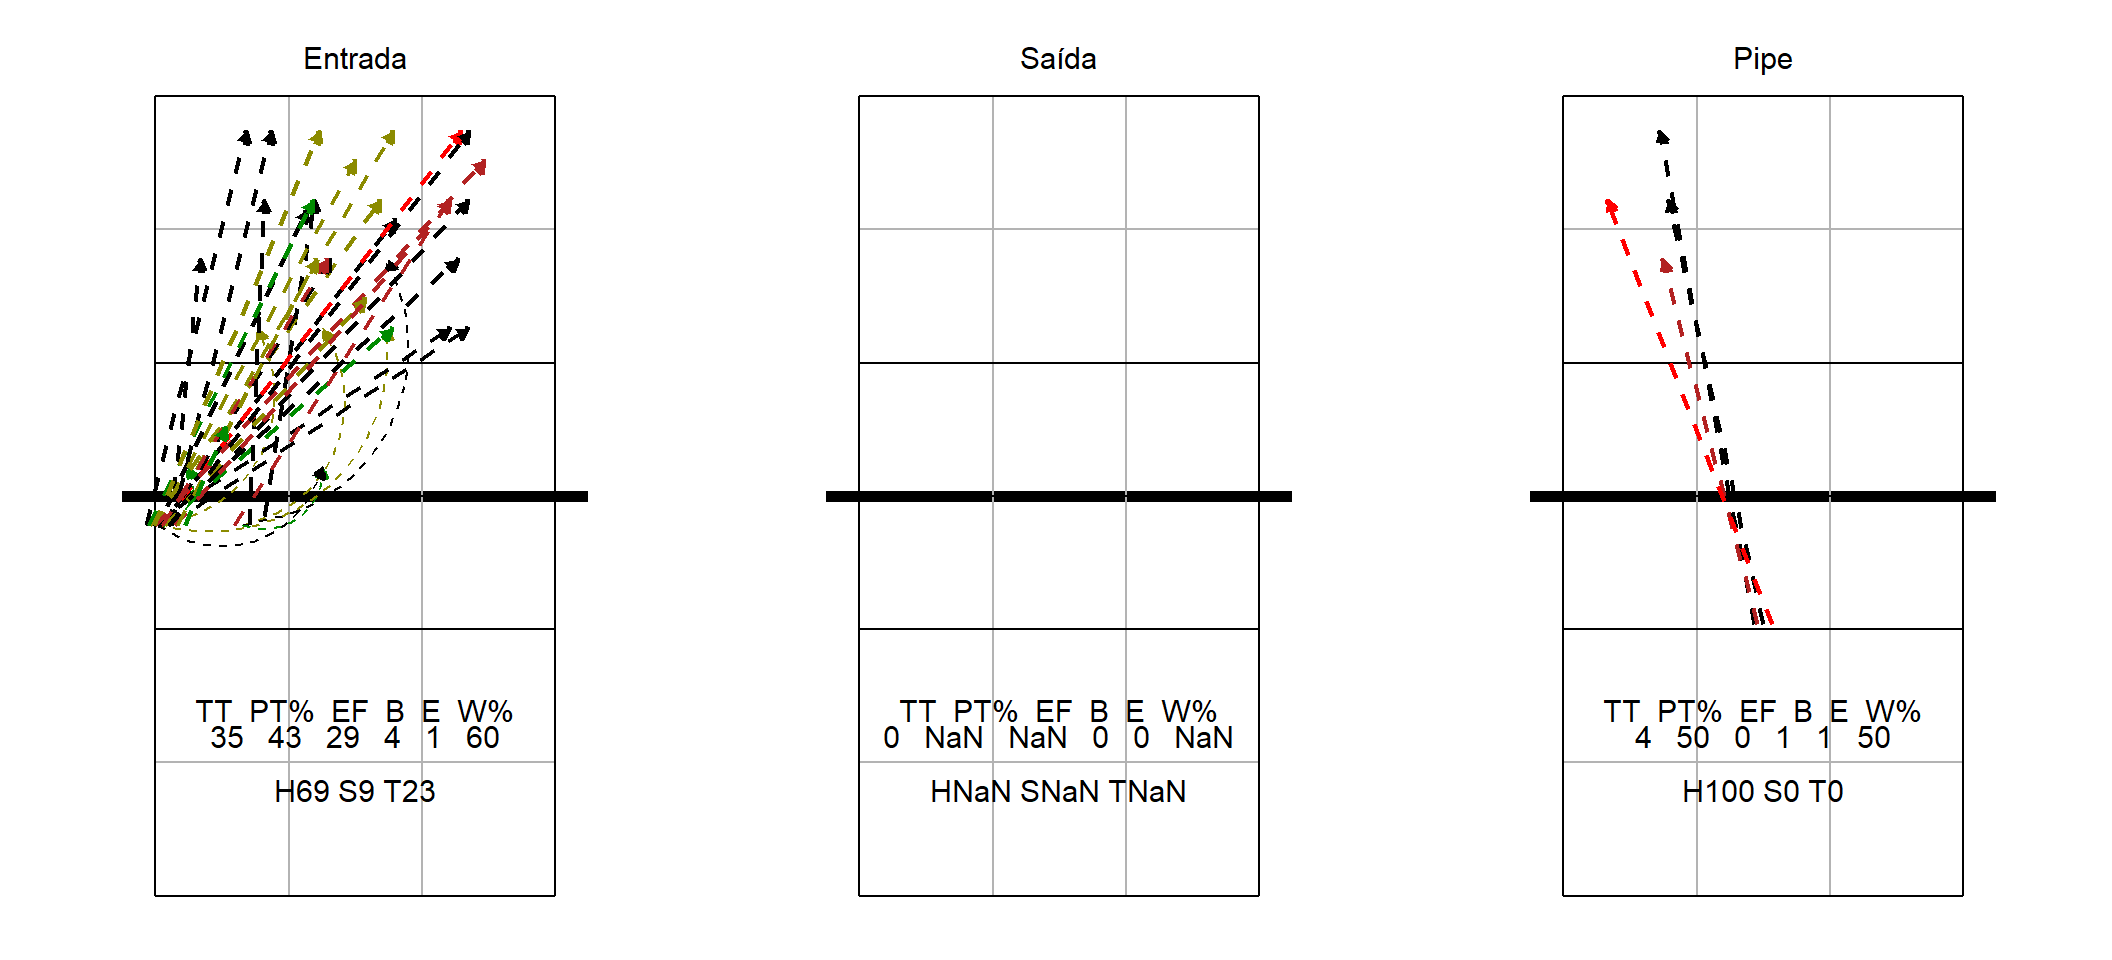 Entrada
TT PT% EF B E W%
35 43 29 4 1 60
H69 S9 T23
Saída
TT PT% EF B E W%
0 NaN NaN 0 0 NaN
HNaN SNaN TNaN
Pipe
TT PT% EF B E W%
4 50 0 1 1 50
H100 S0 T0